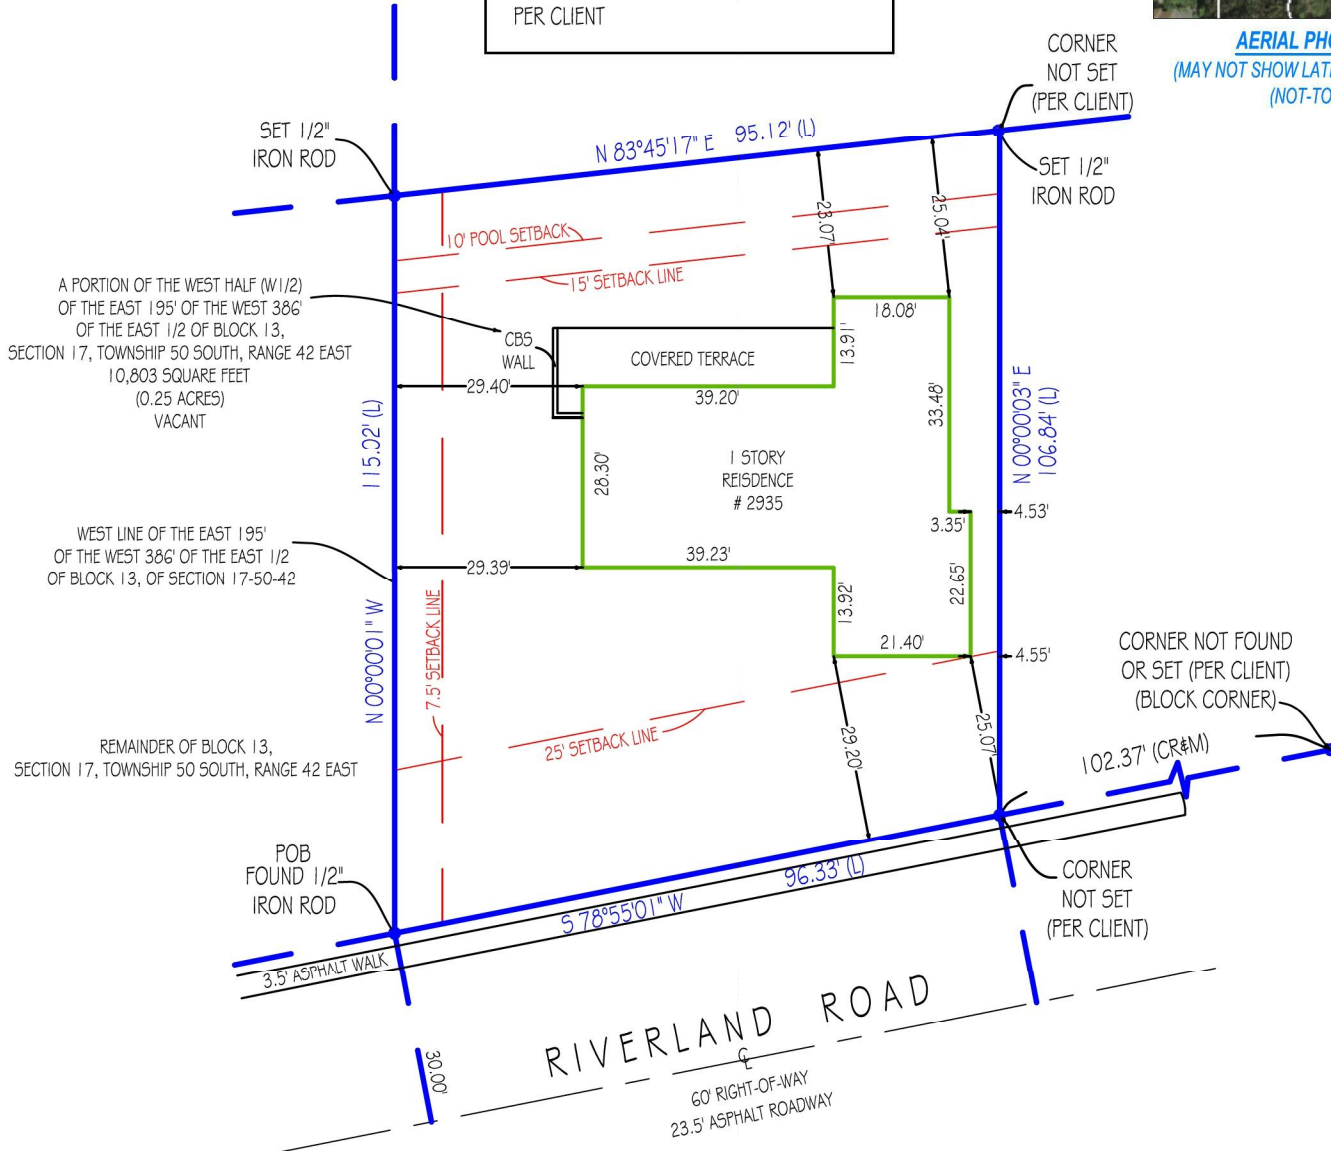 PER CLIENT
AERIAL PHO
(MAY NOT SHOW LAT
(NOT-TO
CORNER
NOT SET
(PER CLIENT)
SET 1/2"
IRON ROD
N 83°45'17" E 95.12' (L)
SET 1/2"
IRON ROD
10' POOL SETBACK
15' SETBACK LINE
23.07'
25.04'
A PORTION OF THE WEST HALF (W1/2)
OF THE EAST 195' OF THE WEST 386'
OF THE EAST 1/2 OF BLOCK 13,
SECTION 17, TOWNSHIP 50 SOUTH, RANGE 42 EAST
10,803 SQUARE FEET
(0.25 ACRES)
VACANT
CBS
WALL
COVERED TERRACE
18.08'
13.91'
29.40'
39.20'
33.48'
N 00°00'03" E
106.84' (L)
115.02' (L)
28.30'
1 STORY
REISDENCE
# 2935
3.35'
4.53'
WEST LINE OF THE EAST 195'
OF THE WEST 386' OF THE EAST 1/2
OF BLOCK 13, OF SECTION 17-50-42
29.39'
39.23'
13.92'
22.65'
21.40'
4.55'
N 00°00'01" W
7.5' SETBACK LINE
25' SETBACK LINE
29.20'
25.07'
CORNER NOT FOUND
OR SET (PER CLIENT)
(BLOCK CORNER)
102.37' (CR&M)
REMAINDER OF BLOCK 13,
SECTION 17, TOWNSHIP 50 SOUTH, RANGE 42 EAST
POB
FOUND 1/2"
IRON ROD
S 78°55'01" W 96.33' (L)
CORNER
NOT SET
(PER CLIENT)
3.5' ASPHALT WALK
RIVERLAND ROAD
30.00'
60' RIGHT-OF-WAY
23.5' ASPHALT ROADWAY